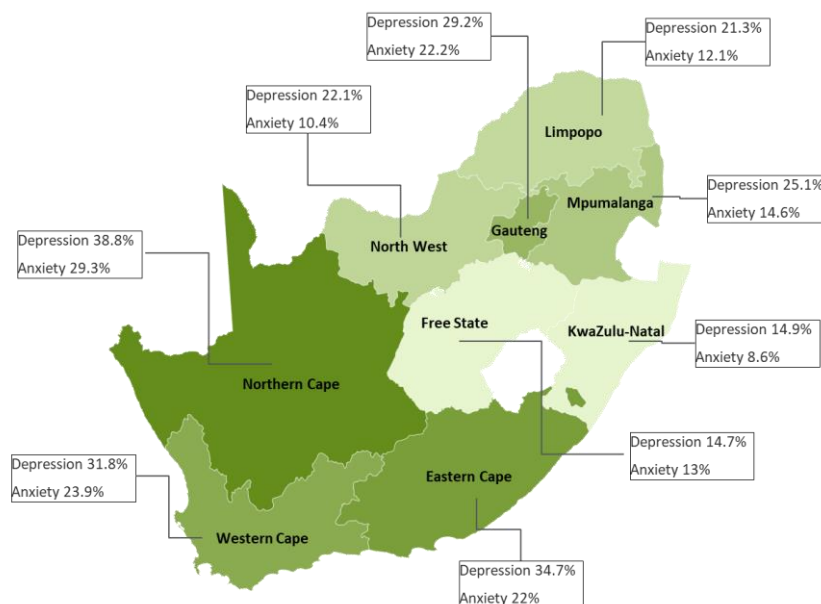 Depression 29.2%
Anxiety 22.2%
Depression 21.3%
Anxiety 12.1%
Depression 22.1%
Anxiety 10.4%
Limpopo
Depression 25.1%
Anxiety 14.6%
Mpumalanga
Gauteng
North West
Depression 38.8%
Anxiety 29.3%
Free State
KwaZulu-Natal
Depression 14.9%
Anxiety 8.6%
Northern Cape
Depression 14.7%
Anxiety 13%
Depression 31.8%
Anxiety 23.9%
Eastern Cape
Western Cape
Depression 34.7%
Anxiety 22%